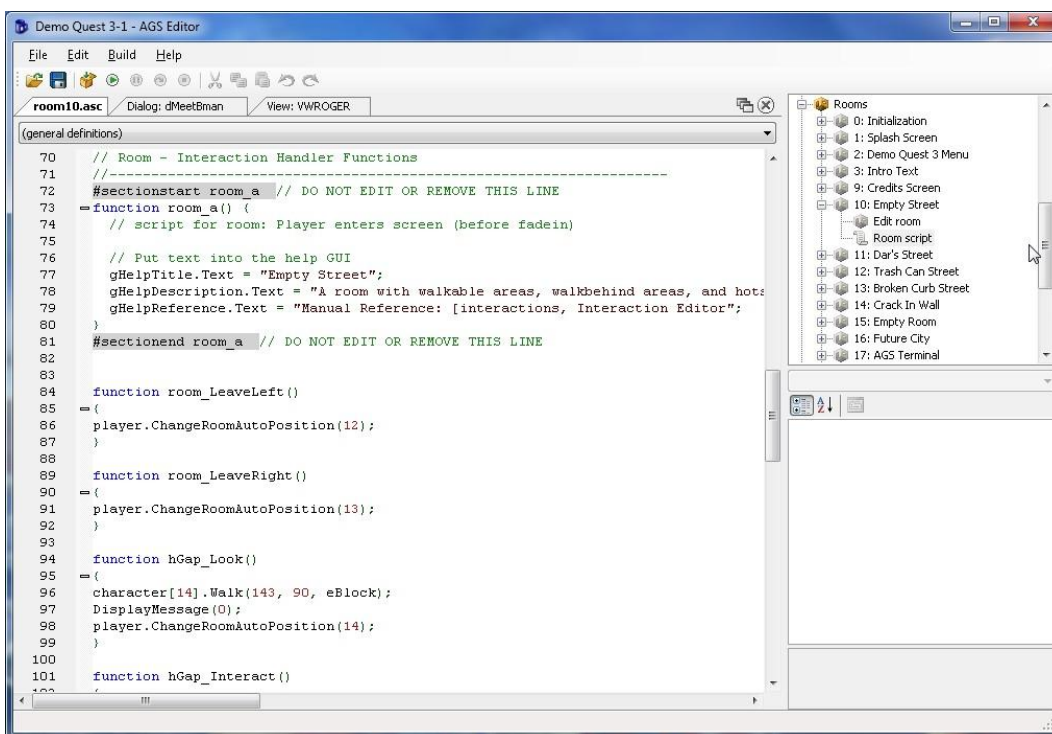 Demo Quest 3-1 - AGS Editor
File Edit Build Help
room10.asc Dialog: dMeetBman View: VWROGER
(general definitions)
70 // Room - Interaction Handler Functions
71 //--------------------------------------------------------------------
72 #sectionstart room_a // DO NOT EDIT OR REMOVE THIS LINE
73 function room_a() {
74 // script for room: Player enters screen (before fadein)
75
76 // Put text into the help GUI
77 gHelpTitle.Text = "Empty Street";
78 gHelpDescription.Text = "A room with walkable areas, walkbehind areas, and hots
79 gHelpReference.Text = "Manual Reference: [interactions, Interaction Editor";
80 }
81 #sectionend room_a // DO NOT EDIT OR REMOVE THIS LINE
82
83
84 function room_LeaveLeft()
85 {
86 player.ChangeRoomAutoPosition(12);
87 }
88
89 function room_LeaveRight()
90 {
91 player.ChangeRoomAutoPosition(13);
92 }
93
94 function hGap_Look()
95 {
96 character[14].Walk(143, 90, eBlock);
97 DisplayMessage(0);
98 player.ChangeRoomAutoPosition(14);
99 }
100
101 function hGap_Interact()
Rooms
0: Initialization
1: Splash Screen
2: Demo Quest 3 Menu
3: Intro Text
9: Credits Screen
10: Empty Street
Edit room
Room script
11: Dar's Street
12: Trash Can Street
13: Broken Curb Street
14: Crack In Wall
15: Empty Room
16: Future City
17: AGS Terminal